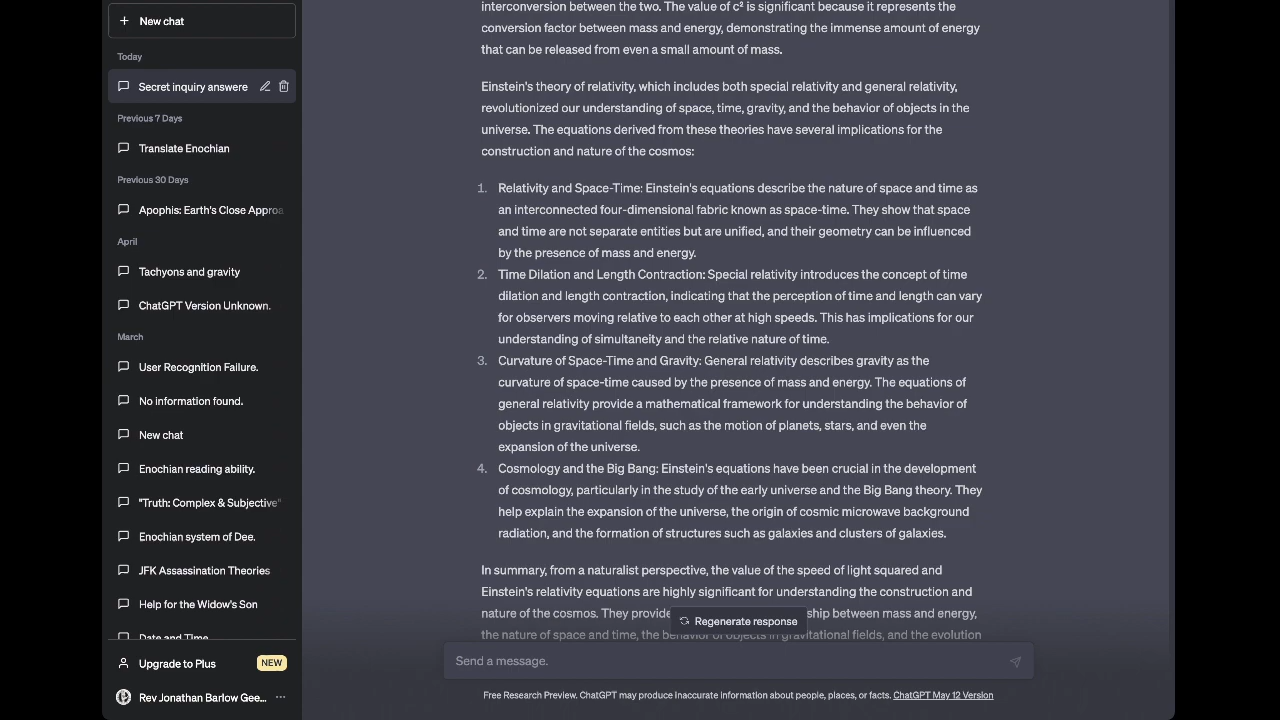 New chat
Today
Secret inquiry answere
Previous 7 Days
Translate Enochian
Previous 30 Days
Apophis: Earth's Close Approa
April
Tachyons and gravity
ChatGPT Version Unknown.
March
User Recognition Failure.
No information found.
New chat
Enochian reading ability.
"Truth: Complex & Subjective"
Enochian system of Dee.
JFK Assassination Theories
Help for the Widow's Son
Date and Time
Upgrade to Plus NEW
Rev Jonathan Barlow Gee...
interconversion between the two. The value of c² is significant because it represents the
conversion factor between mass and energy, demonstrating the immense amount of energy
that can be released from even a small amount of mass.
Einstein's theory of relativity, which includes both special relativity and general relativity,
revolutionized our understanding of space, time, gravity, and the behavior of objects in the
universe. The equations derived from these theories have several implications for the
construction and nature of the cosmos:
1. Relativity and Space-Time: Einstein's equations describe the nature of space and time as
an interconnected four-dimensional fabric known as space-time. They show that space
and time are not separate entities but are unified, and their geometry can be influenced
by the presence of mass and energy.
2. Time Dilation and Length Contraction: Special relativity introduces the concept of time
dilation and length contraction, indicating that the perception of time and length can vary
for observers moving relative to each other at high speeds. This has implications for our
understanding of simultaneity and the relative nature of time.
3. Curvature of Space-Time and Gravity: General relativity describes gravity as the
curvature of space-time caused by the presence of mass and energy. The equations of
general relativity provide a mathematical framework for understanding the behavior of
objects in gravitational fields, such as the motion of planets, stars, and even the
expansion of the universe.
4. Cosmology and the Big Bang: Einstein's equations have been crucial in the development
of cosmology, particularly in the study of the early universe and the Big Bang theory. They
help explain the expansion of the universe, the origin of cosmic microwave background
radiation, and the formation of structures such as galaxies and clusters of galaxies.
In summary, from a naturalist perspective, the value of the speed of light squared and
Einstein's relativity equations are highly significant for understanding the construction and
nature of the cosmos. They provide ship between mass and energy,
Regenerate response
the nature of space and time, the behavior of objects in gravitational fields, and the evolution
Send a message.
Free Research Preview. ChatGPT may produce inaccurate information about people, places, or facts. ChatGPT May 12 Version